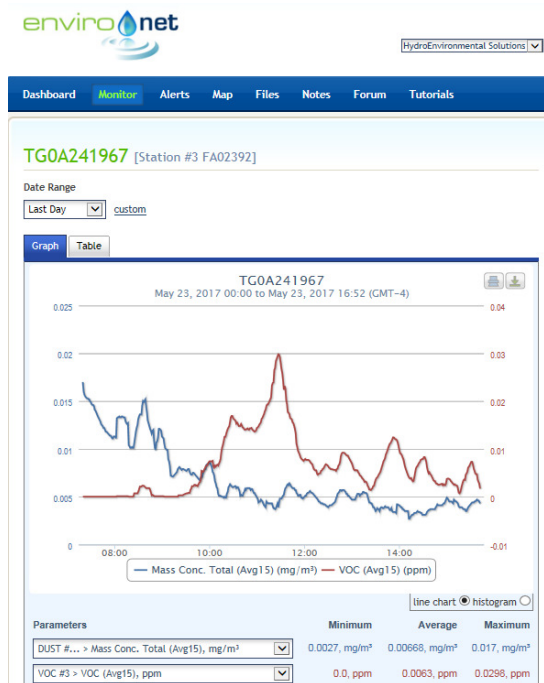 enviro net
HydroEnvironmental Solutions
Dashboard Monitor Alerts Map Files Notes Forum Tutorials
TG0A241967 [Station #3 FA02392]
Date Range
Last Day custom
Graph Table
TG0A241967
May 23, 2017 00:00 to May 23, 2017 16:52 (GMT-4)
0.025 0.04
0.02 0.03
0.015 0.02
0.01 0.01
0.005 0
0 -0.01
08:00 10:00 12:00 14:00
Mass Conc. Total (Avg15) (mg/m³) VOC (Avg15) (ppm)
line chart histogram
Parameters Minimum Average Maximum
DUST #... > Mass Conc. Total (Avg15), mg/m³ 0.0027, mg/m³ 0.00668, mg/m³ 0.017, mg/m³
VOC #3 > VOC (Avg15), ppm 0.0, ppm 0.0063, ppm 0.0298, ppm